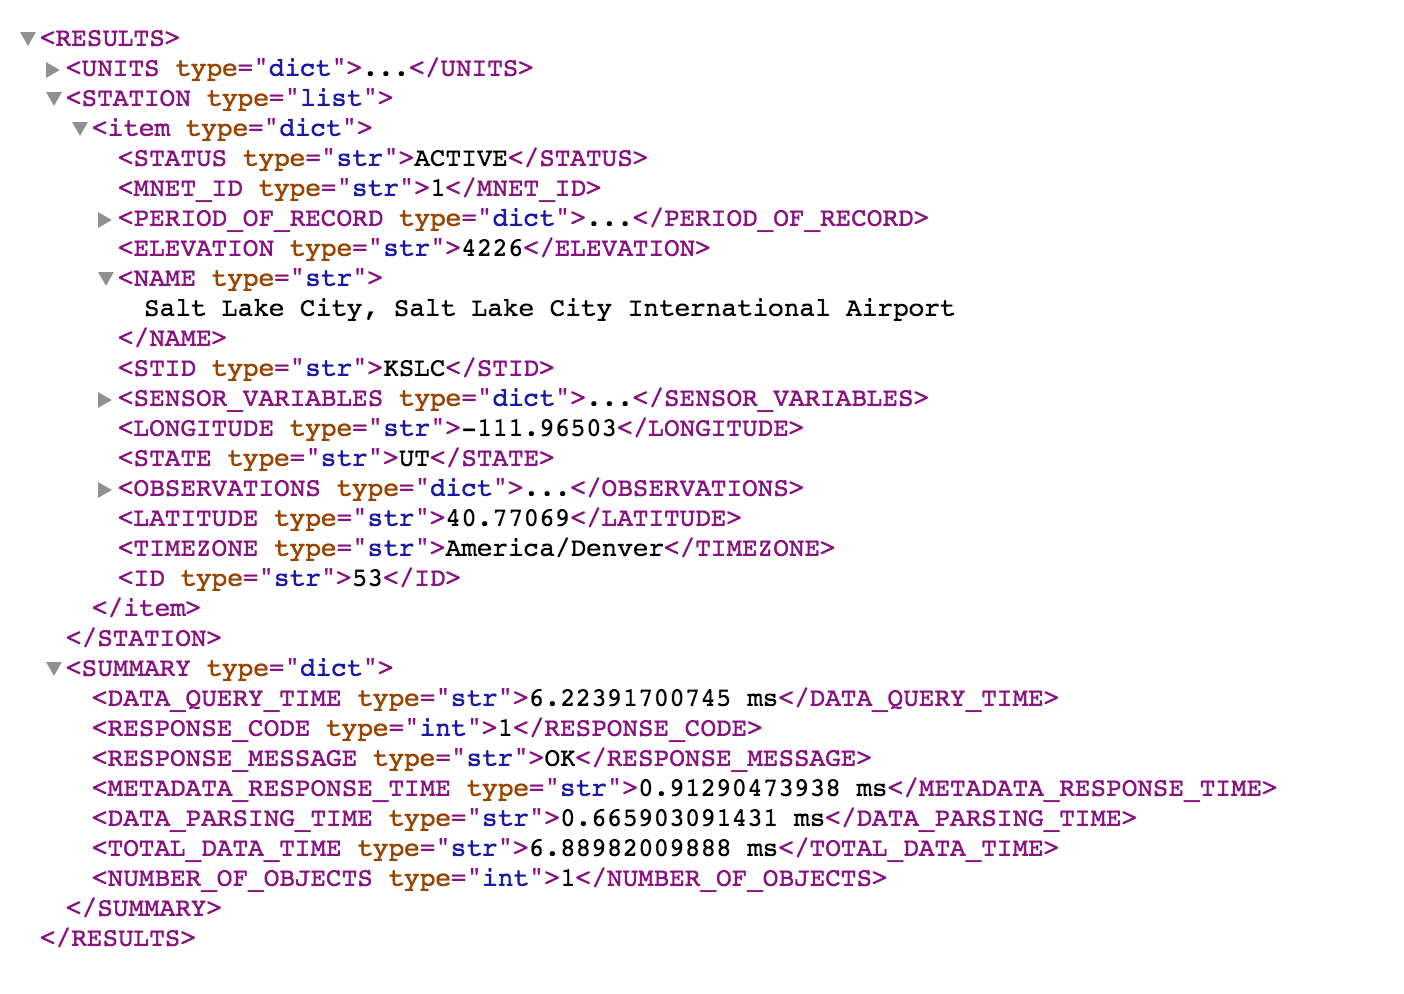 ▼<RESULTS>
▶<UNITS type="dict">...</UNITS>
▼<STATION type="list">
▼<item type="dict">
<STATUS type="str">ACTIVE</STATUS>
<MNET_ID type="str">1</MNET_ID>
▶<PERIOD_OF_RECORD type="dict">...</PERIOD_OF_RECORD>
<ELEVATION type="str">4226</ELEVATION>
▼<NAME type="str">
Salt Lake City, Salt Lake City International Airport
</NAME>
<STID type="str">KSLC</STID>
▶<SENSOR_VARIABLES type="dict">...</SENSOR_VARIABLES>
<LONGITUDE type="str">-111.96503</LONGITUDE>
<STATE type="str">UT</STATE>
▶<OBSERVATIONS type="dict">...</OBSERVATIONS>
<LATITUDE type="str">40.77069</LATITUDE>
<TIMEZONE type="str">America/Denver</TIMEZONE>
<ID type="str">53</ID>
</item>
</STATION>
▼<SUMMARY type="dict">
<DATA_QUERY_TIME type="str">6.22391700745 ms</DATA_QUERY_TIME>
<RESPONSE_CODE type="int">1</RESPONSE_CODE>
<RESPONSE_MESSAGE type="str">OK</RESPONSE_MESSAGE>
<METADATA_RESPONSE_TIME type="str">0.91290473938 ms</METADATA_RESPONSE_TIME>
<DATA_PARSING_TIME type="str">0.665903091431 ms</DATA_PARSING_TIME>
<TOTAL_DATA_TIME type="str">6.88982009888 ms</TOTAL_DATA_TIME>
<NUMBER_OF_OBJECTS type="int">1</NUMBER_OF_OBJECTS>
</SUMMARY>
</RESULTS>